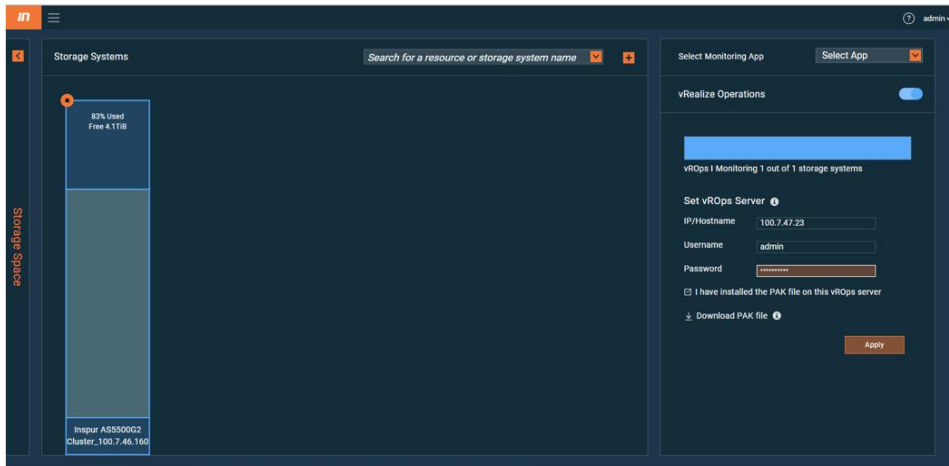 in
admin
Storage Space
Storage Systems
Search for a resource or storage system name
83% Used
Free 4.1TiB
Inspur AS5500G2
Cluster_100.7.46.160
Select Monitoring App
Select App
vRealize Operations
vROps I Monitoring 1 out of 1 storage systems
Set vROps Server
IP/Hostname
100.7.47.23
Username
admin
Password
••••••••••
I have installed the PAK file on this vROps server
Download PAK file
Apply